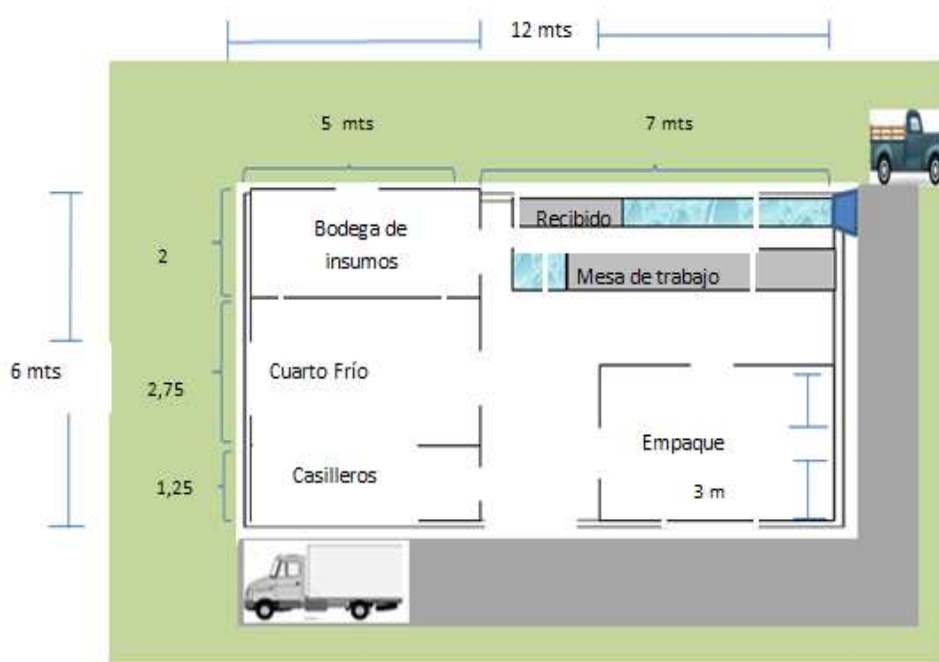 12 mts
5 mts
7 mts
Recibido
Bodega de
insumos
2
Mesa de trabajo
6 mts
Cuarto Frío
2,75
Empaque
Casilleros
1,25
3 m